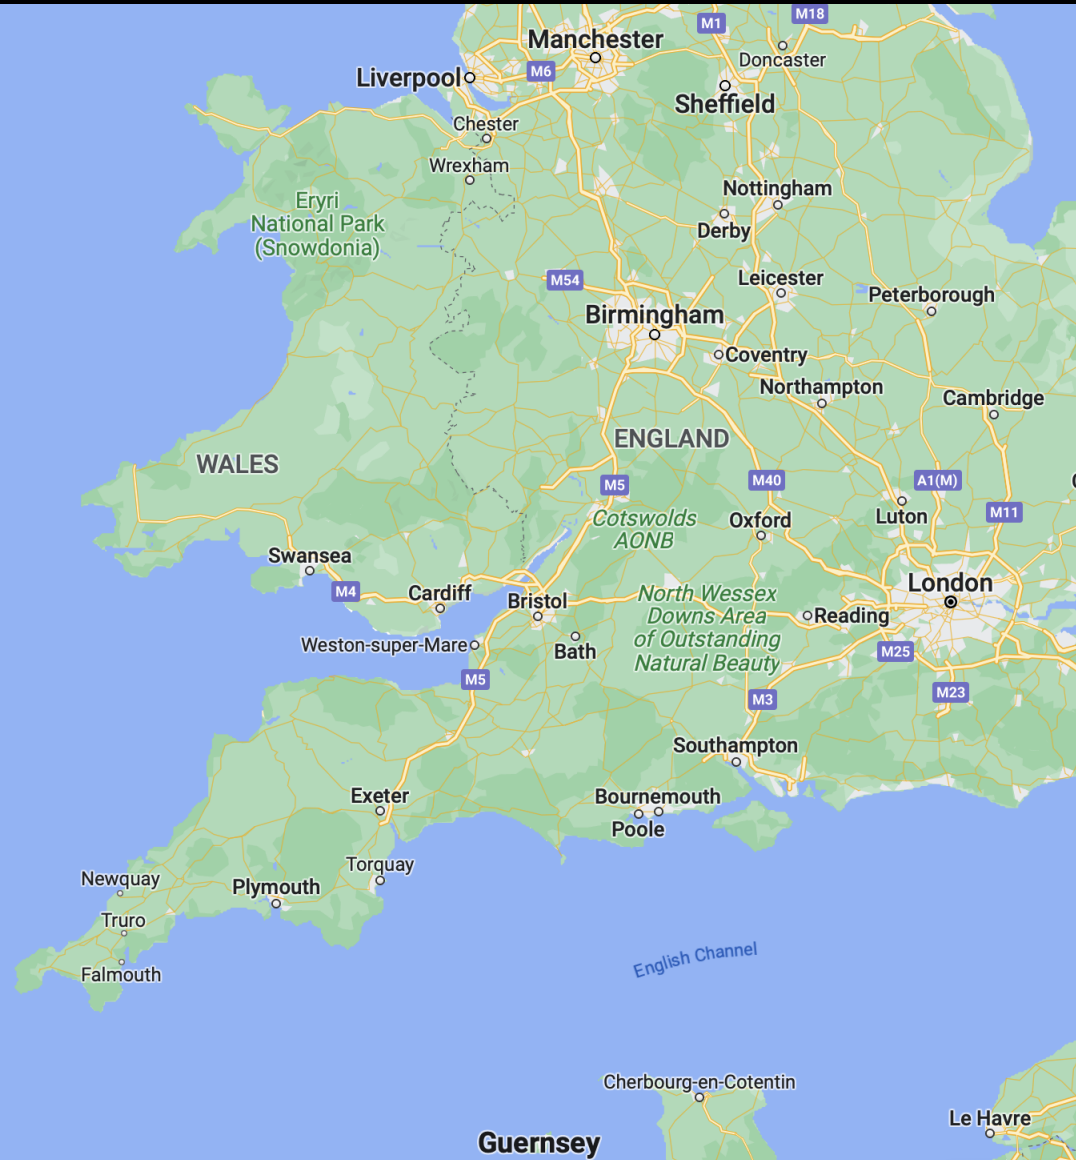 M1
M18
Manchester
Doncaster
Liverpool
M6
Sheffield
Chester
Wrexham
Nottingham
Eryri
National Park
(Snowdonia)
Derby
M54
Leicester
Peterborough
Birmingham
Coventry
Northampton
Cambridge
ENGLAND
WALES
M5
M40
A1(M)
M11
Cotswolds
AONB
Oxford
Luton
Swansea
M4
Cardiff
Bristol
North Wessex
Downs Area
of Outstanding
Natural Beauty
London
Reading
Weston-super-Mare
Bath
M25
M5
M3
M23
Southampton
Exeter
Bournemouth
Poole
Torquay
Newquay
Plymouth
Truro
Falmouth
English Channel
Cherbourg-en-Cotentin
Le Havre
Guernsey